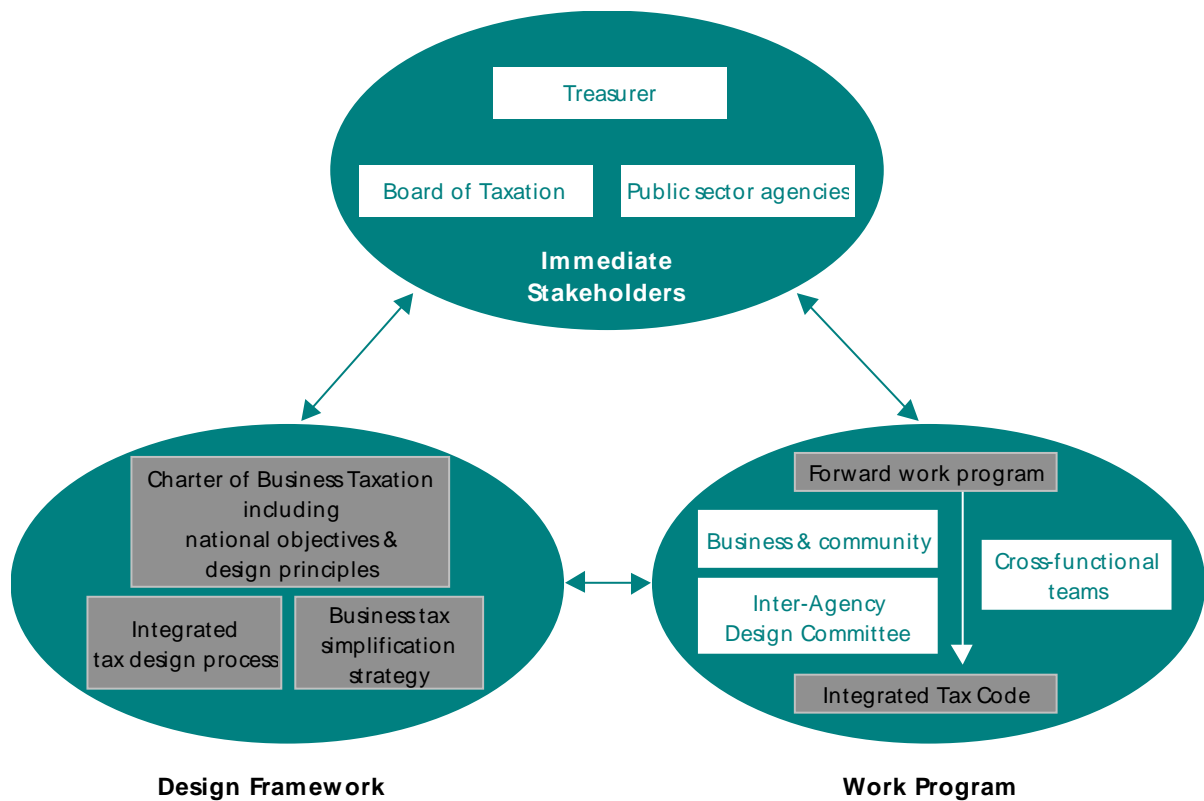 Treasurer
Board of Taxation
Public sector agencies
Immediate
Stakeholders
Charter of Business Taxation
including
national objectives &
design principles
Integrated
tax design process
Business tax
simplification
strategy
Design Framework
Forward work program
Business & community
Inter-Agency
Design Committee
Cross-functional
teams
Integrated Tax Code
Work Program